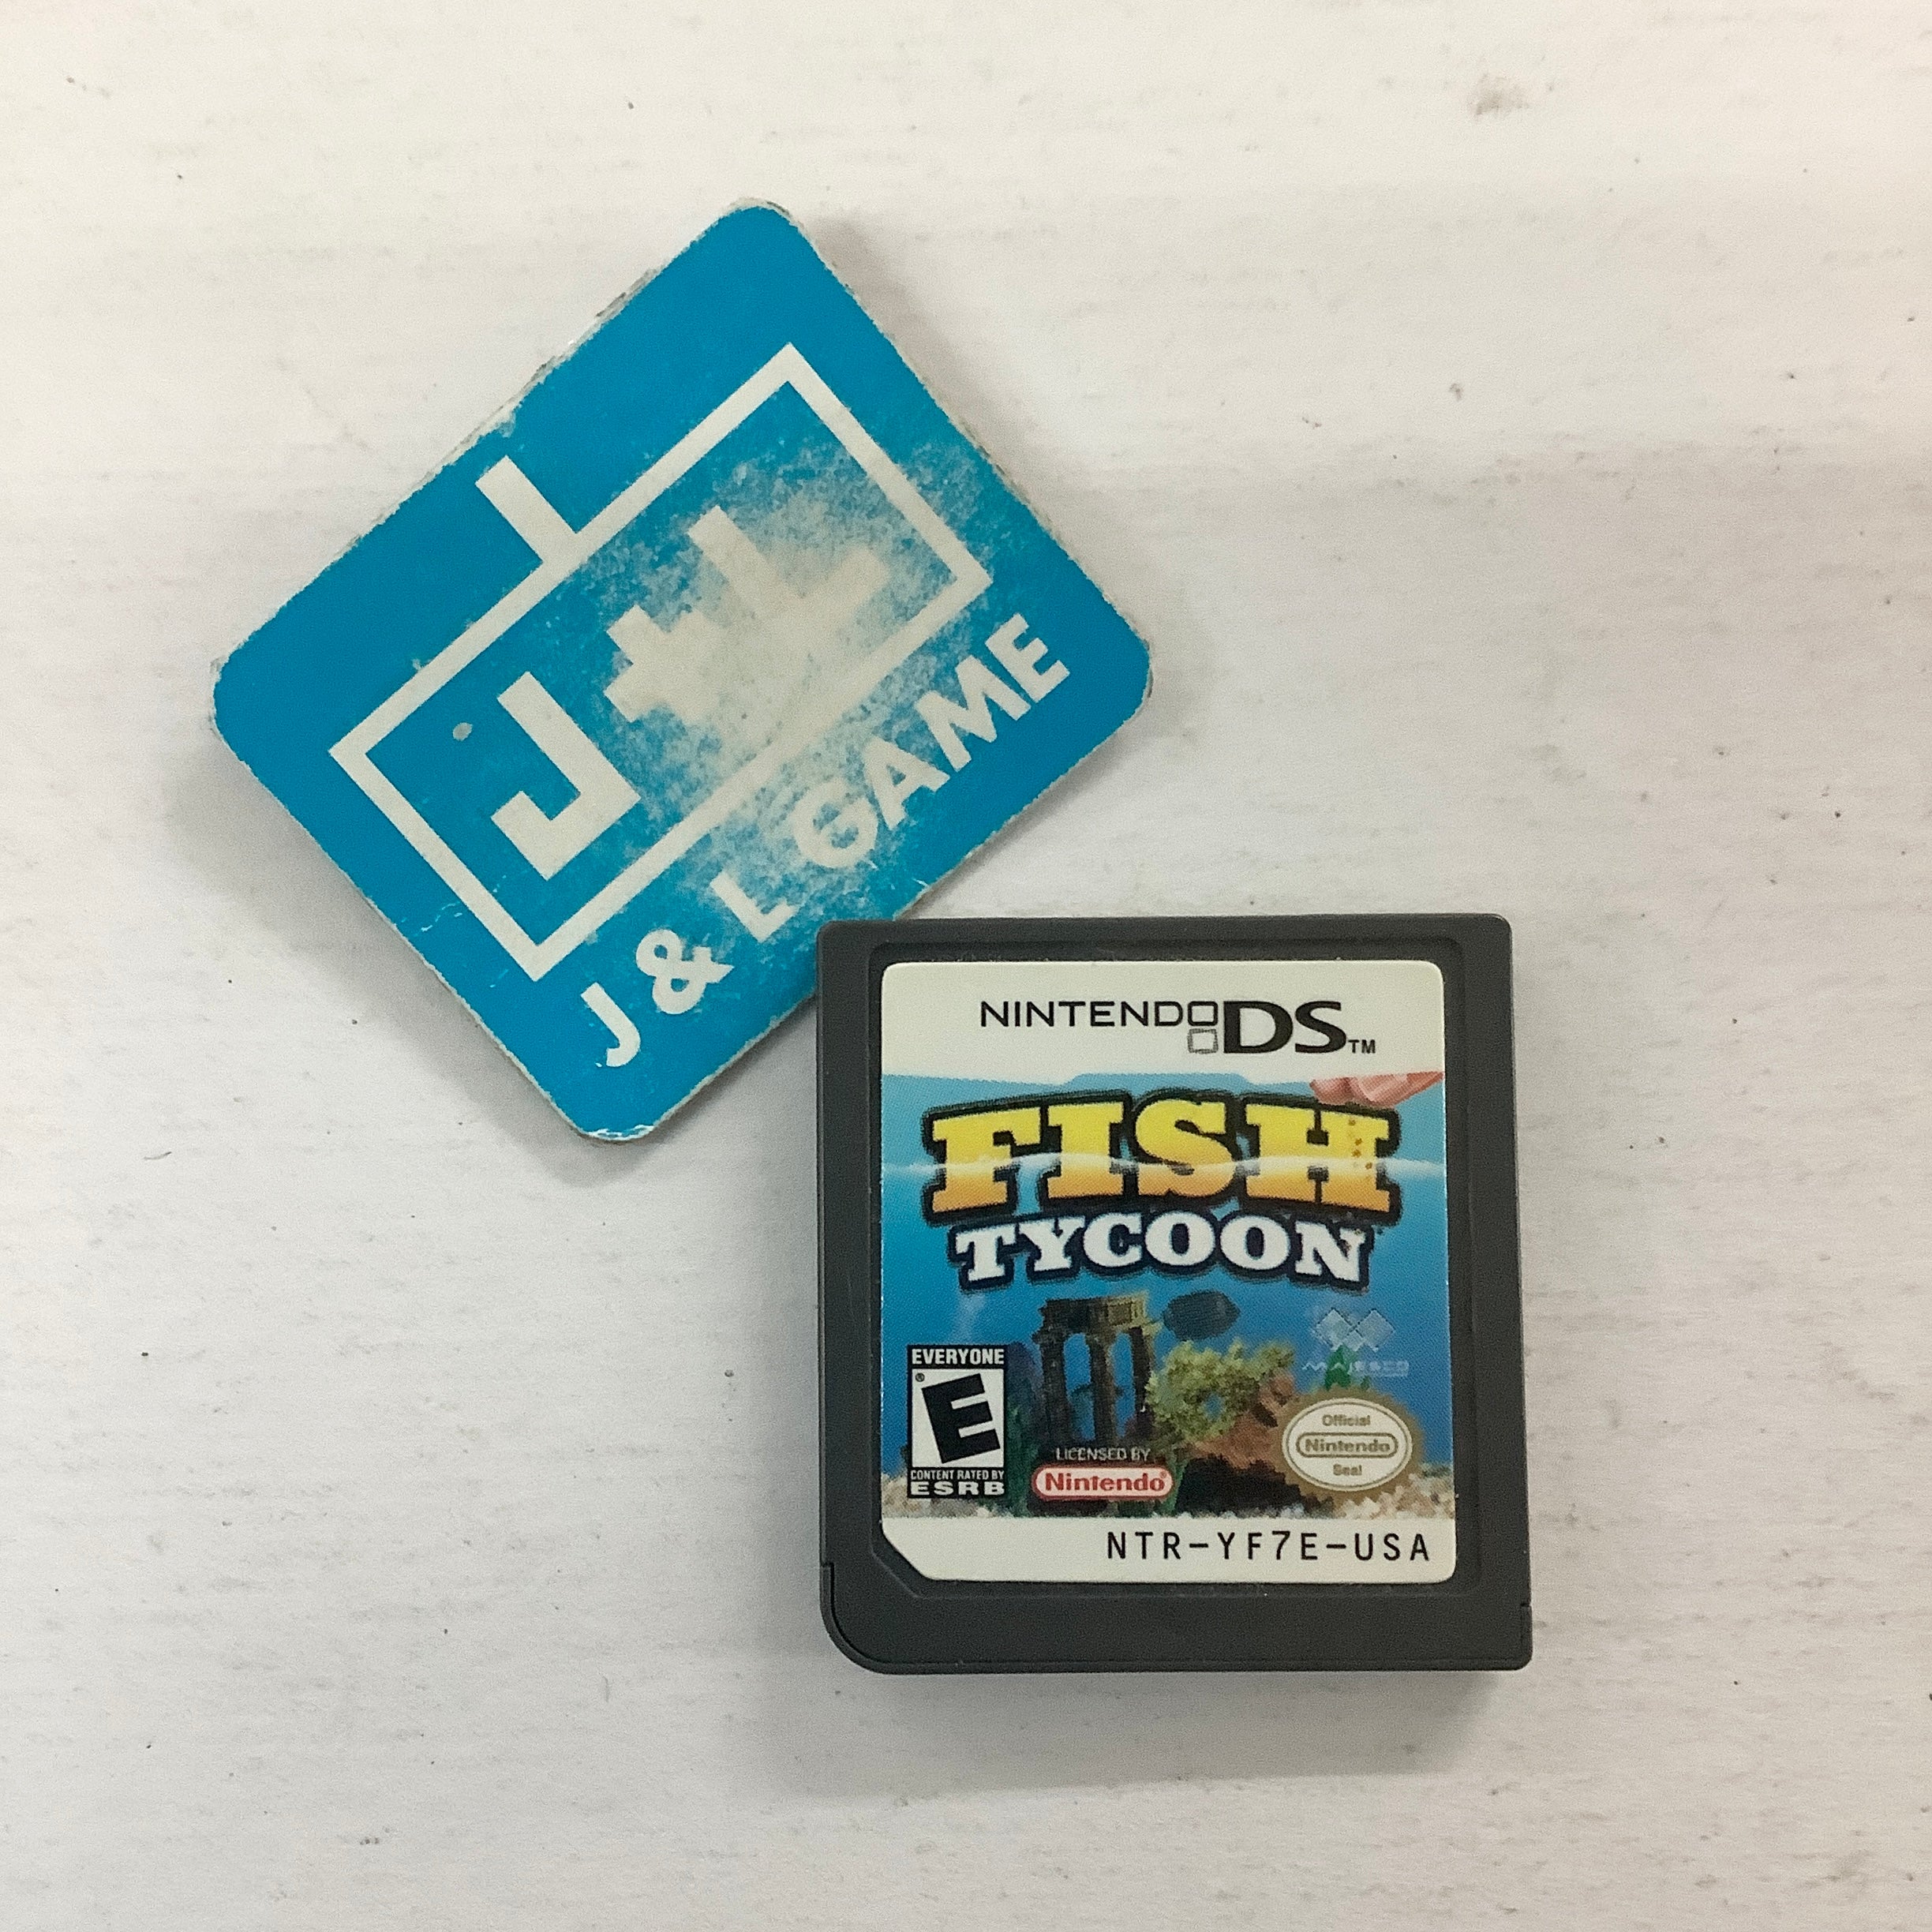 J+L
J & L GAME
NINTENDO DS™
FISH
TYCOON
MAJESCO
EVERYONE
E®
CONTENT RATED BY
ESRB
LICENSED BY
Nintendo®
Official
Nintendo
Seal
NTR-YF7E-USA